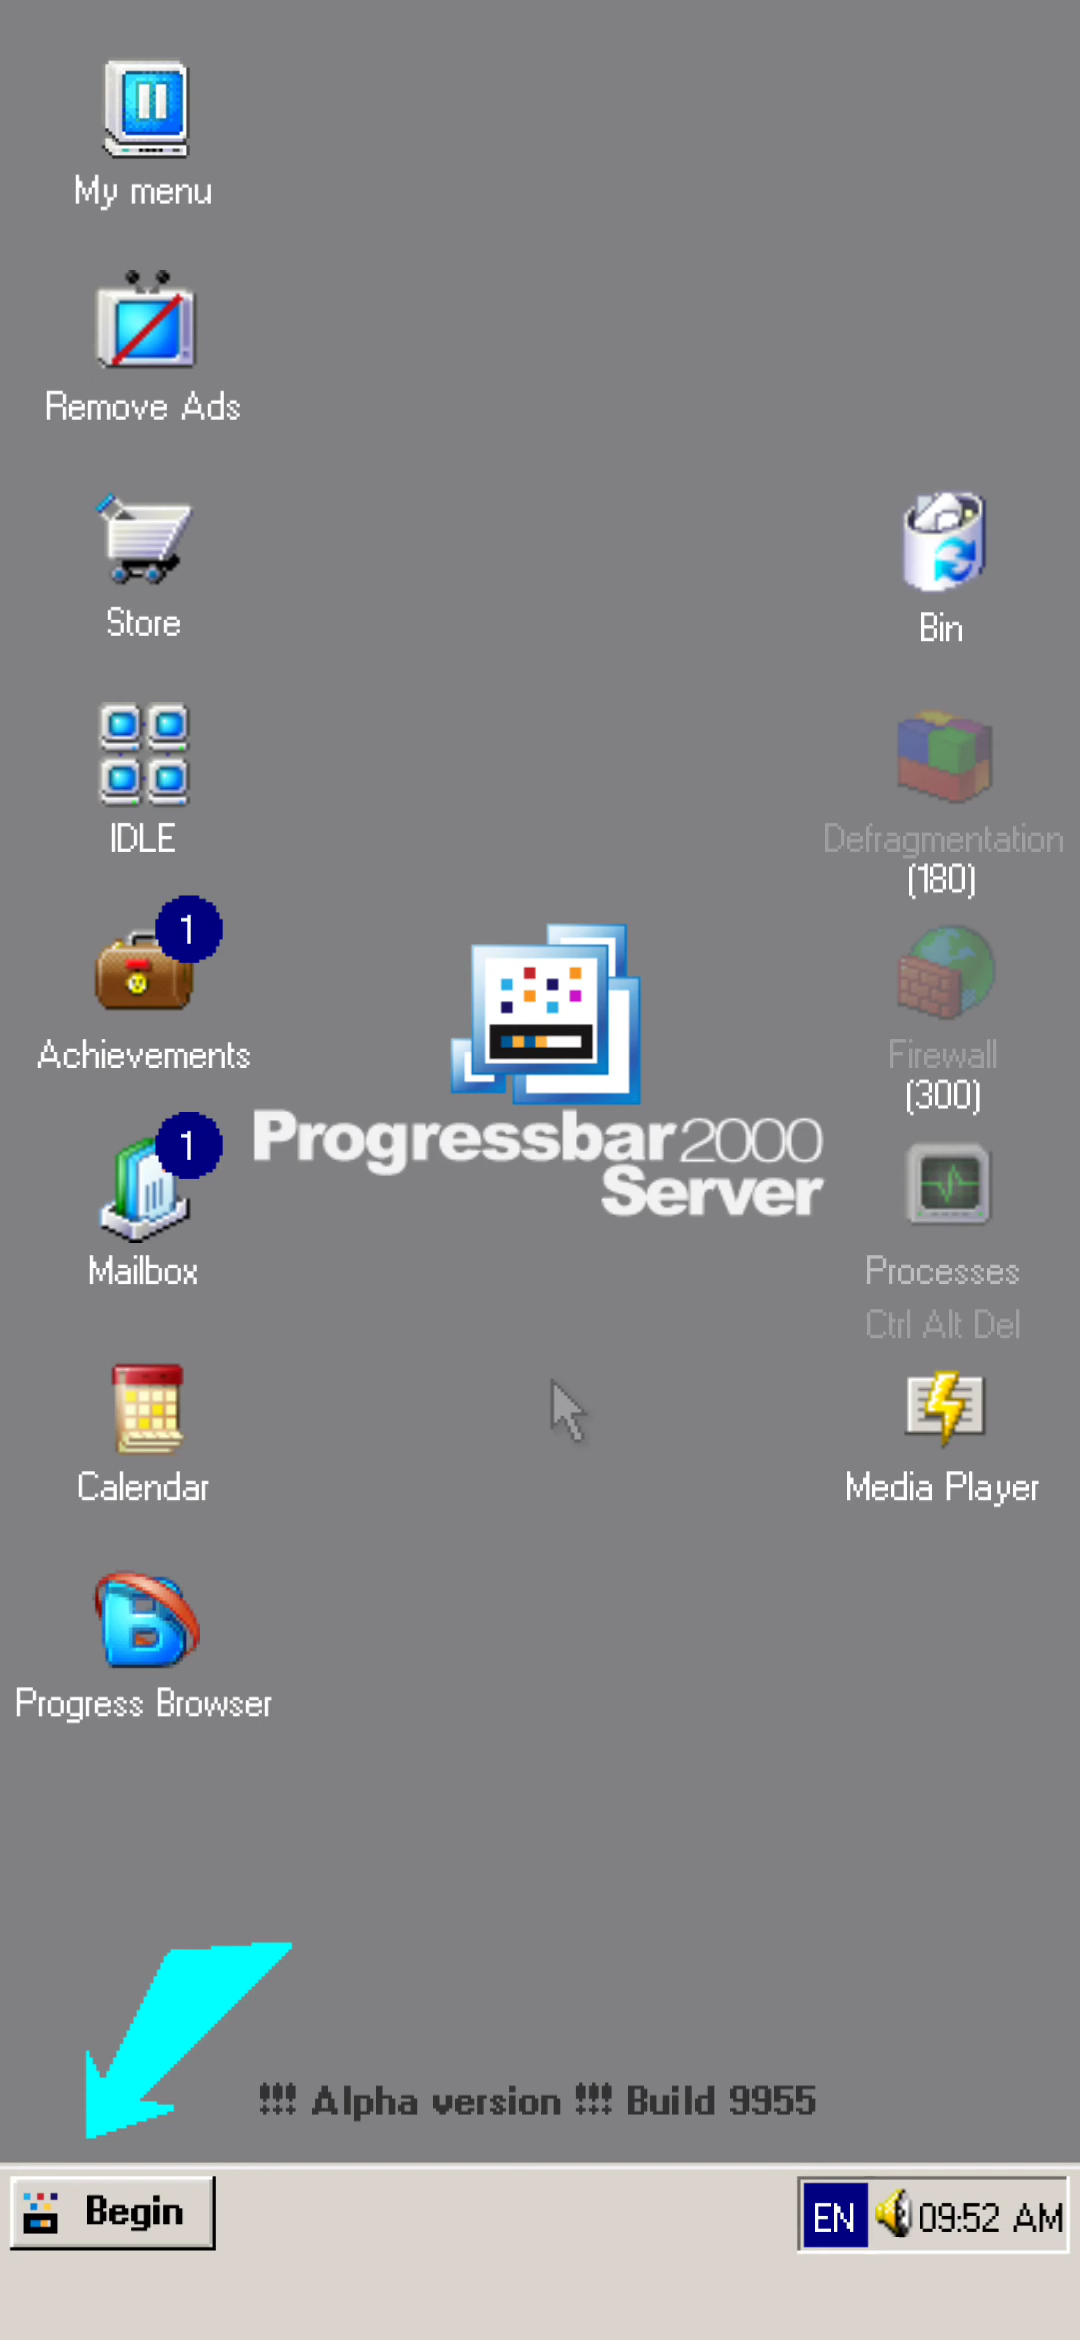 My menu
Remove Ads
Store
Bin
IDLE
Defragmentation
(180)
1
Achievements
Firewall
(300)
Progressbar2000
Server
1
Mailbox
Processes
Ctrl Alt Del
Calendar
Media Player
Progress Browser
!!! Alpha version !!! Build 9955
Begin
EN 09:52 AM